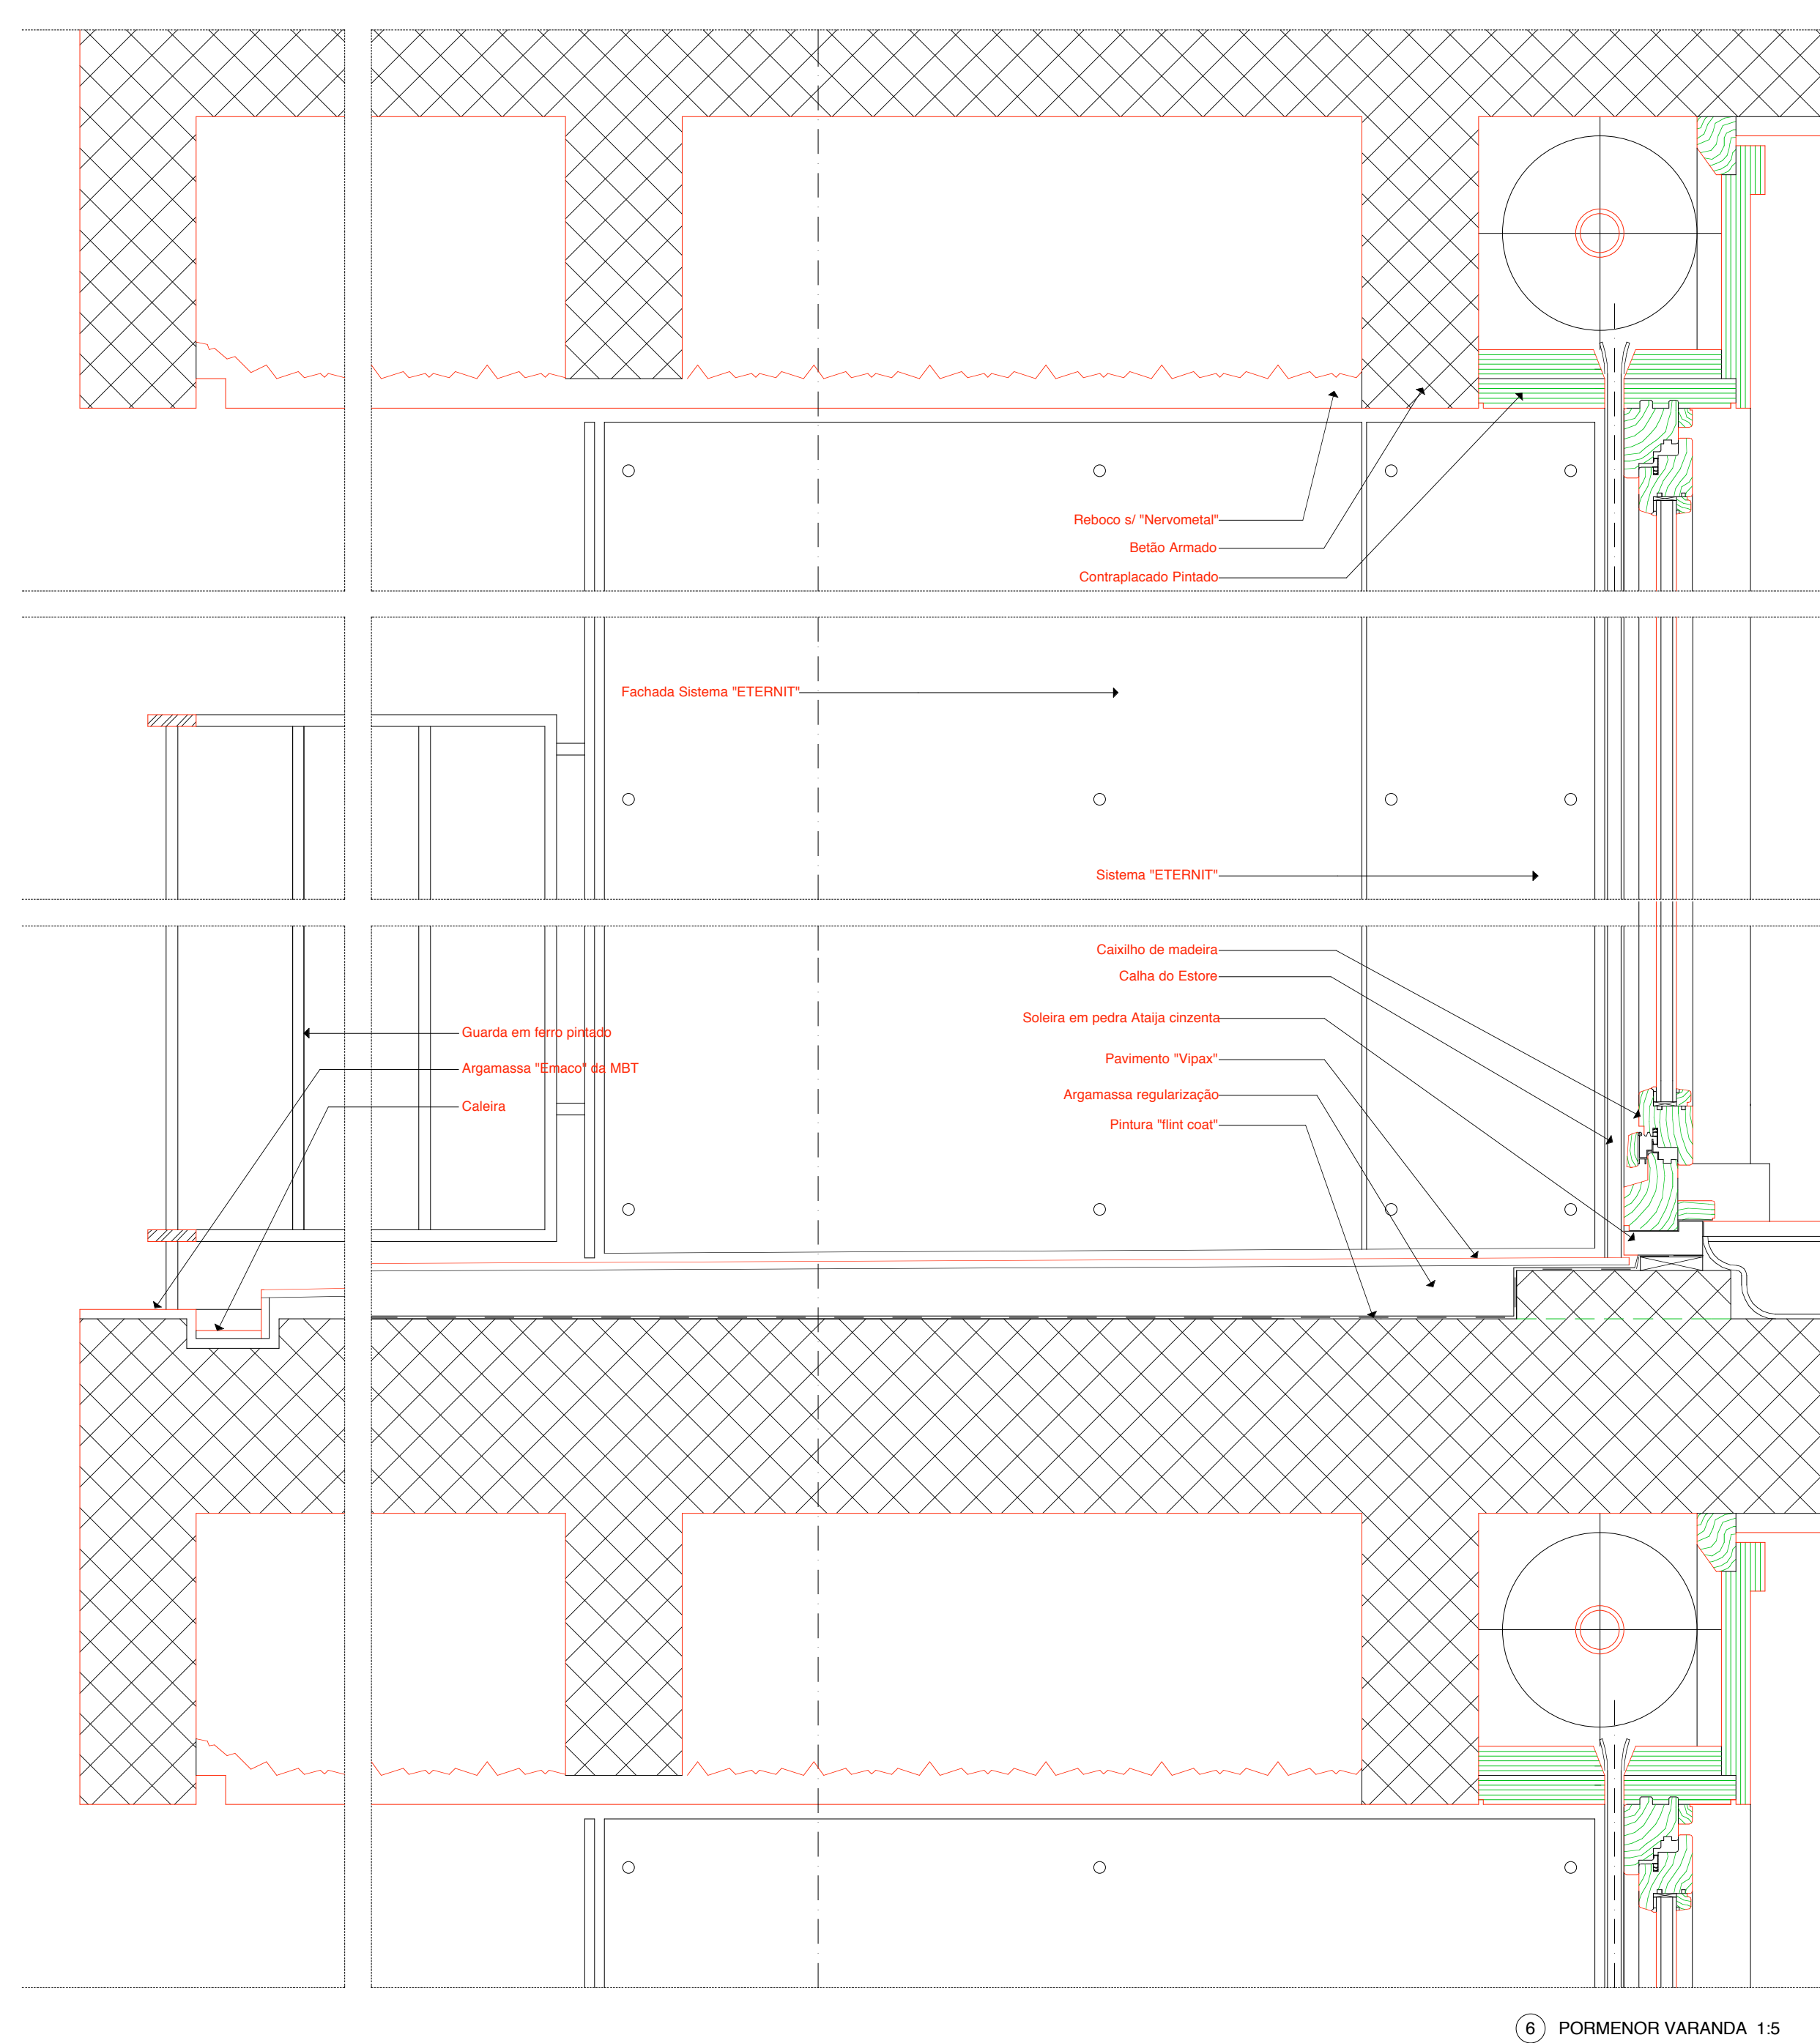 Reboco s/ "Nervometal"
Betão Armado
Contraplacado Pintado
Fachada Sistema "ETERNIT"
Sistema "ETERNIT"
Caixilho de madeira
Calha do Estore
Soleira em pedra Ataija cinzenta
Guarda em ferro pintado
Pavimento "Vipax"
Argamassa "Emaco" da MBT
Argamassa regularização
Caleira
Pintura "flint coat"
6 PORMENOR VARANDA 1:5